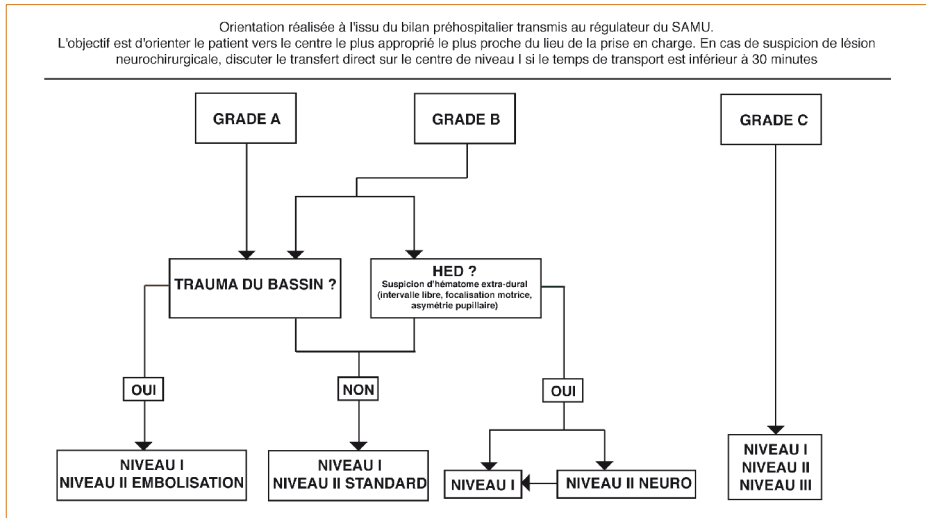 Orientation réalisée à l'issu du bilan préhospitalier transmis au régulateur du SAMU.
L'objectif est d'orienter le patient vers le centre le plus approprié le plus proche du lieu de la prise en charge. En cas de suspicion de lésion
neurochirurgicale, discuter le transfert direct sur le centre de niveau I si le temps de transport est inférieur à 30 minutes
GRADE A
GRADE B
GRADE C
TRAUMA DU BASSIN ?
HED ?
Suspicion d'hématome extra-dural
(intervalle libre, focalisation motrice,
asymétrie pupillaire)
OUI
NON
OUI
NIVEAU I
NIVEAU II EMBOLISATION
NIVEAU I
NIVEAU II STANDARD
NIVEAU I
NIVEAU II NEURO
NIVEAU I
NIVEAU II
NIVEAU III